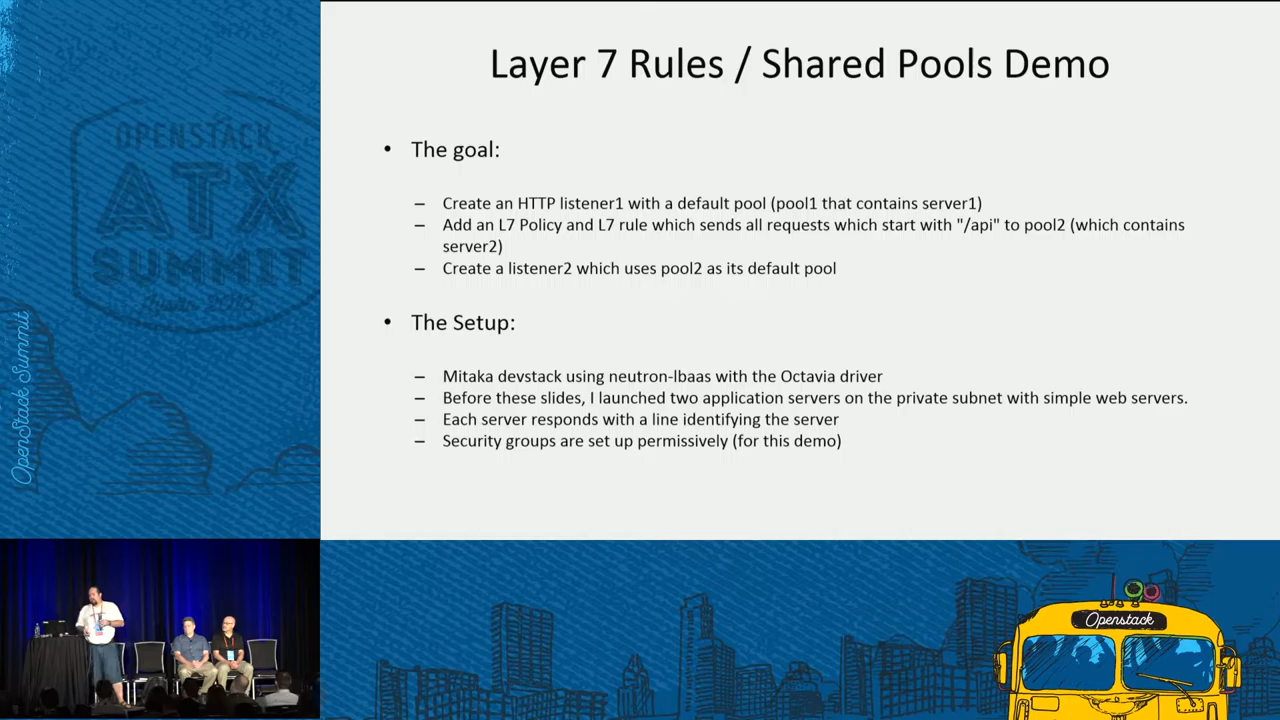 Layer 7 Rules / Shared Pools Demo
• The goal:
– Create an HTTP listener1 with a default pool (pool1 that contains server1)
– Add an L7 Policy and L7 rule which sends all requests which start with "/api" to pool2 (which contains
server2)
– Create a listener2 which uses pool2 as its default pool
• The Setup:
– Mitaka devstack using neutron-lbaas with the Octavia driver
– Before these slides, I launched two application servers on the private subnet with simple web servers.
– Each server responds with a line identifying the server
– Security groups are set up permissively (for this demo)
OPENSTACK
ATX
SUMMIT
Austin 2016
OpenStack Summit
Openstack